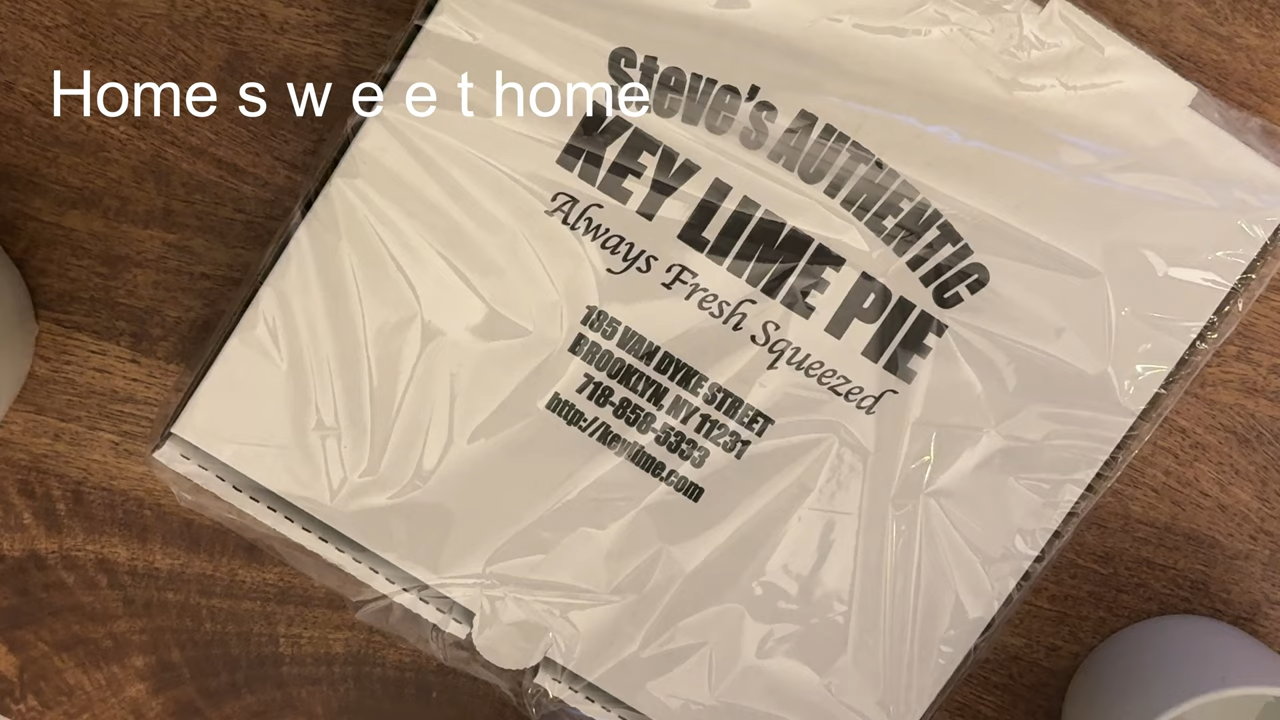 Home s w e e t home
Steve's AUTHENTIC
KEY LIME PIE
Always Fresh Squeezed
185 VAN DYKE STREET
BROOKLYN, NY 11231
718-858-5333
http://keylime.com